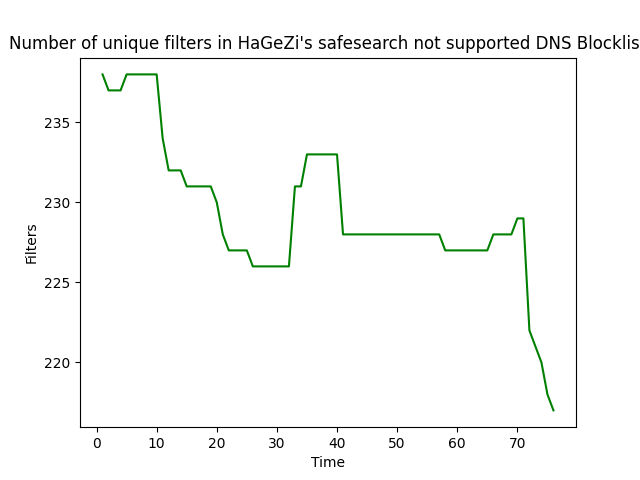 Number of unique filters in HaGeZi's safesearch not supported DNS Blocklis
235
230
225
220
Filters
0 10 20 30 40 50 60 70
Time